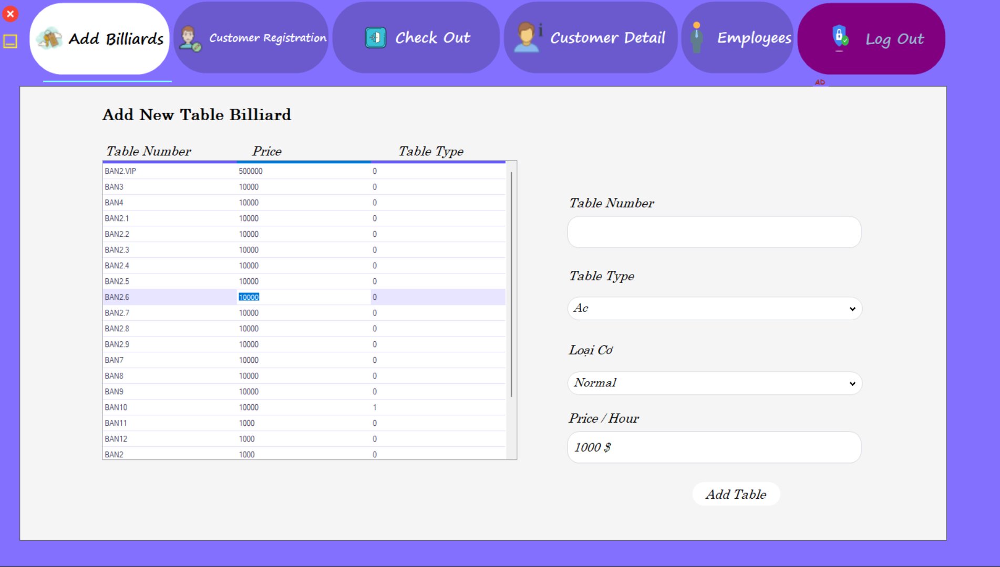 Add Billiards
Customer Registration
Check Out
Customer Detail
Employees
Log Out
AD
Add New Table Billiard
Table Number Price Table Type
BAN2.VIP 500000 0
BAN3 10000 0
BAN4 10000 0
BAN2.1 10000 0
BAN2.2 10000 0
BAN2.3 10000 0
BAN2.4 10000 0
BAN2.5 10000 0
BAN2.6 10000 0
BAN2.7 10000 0
BAN2.8 10000 0
BAN2.9 10000 0
BAN7 10000 0
BAN8 10000 0
BAN9 10000 0
BAN10 10000 1
BAN11 1000 0
BAN12 1000 0
BAN2 1000 0
Table Number
Table Type
Ac
Loại Cơ
Normal
Price / Hour
1000 $
Add Table